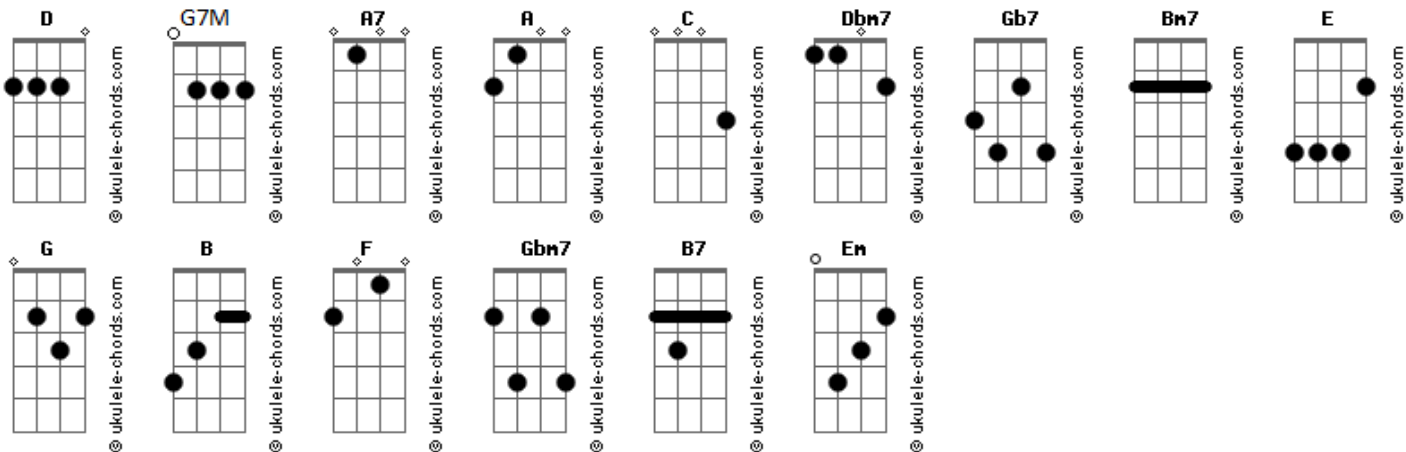 D G7M A7 A C Dbm7 Gb7 Bm7 E
© ukulele-chords.com © ukulele-chords.com © ukulele-chords.com © ukulele-chords.com © ukulele-chords.com © ukulele-chords.com © ukulele-chords.com © ukulele-chords.com © ukulele-chords.com
G B F Gbm7 B7 Em
© ukulele-chords.com © ukulele-chords.com © ukulele-chords.com © ukulele-chords.com © ukulele-chords.com © ukulele-chords.com